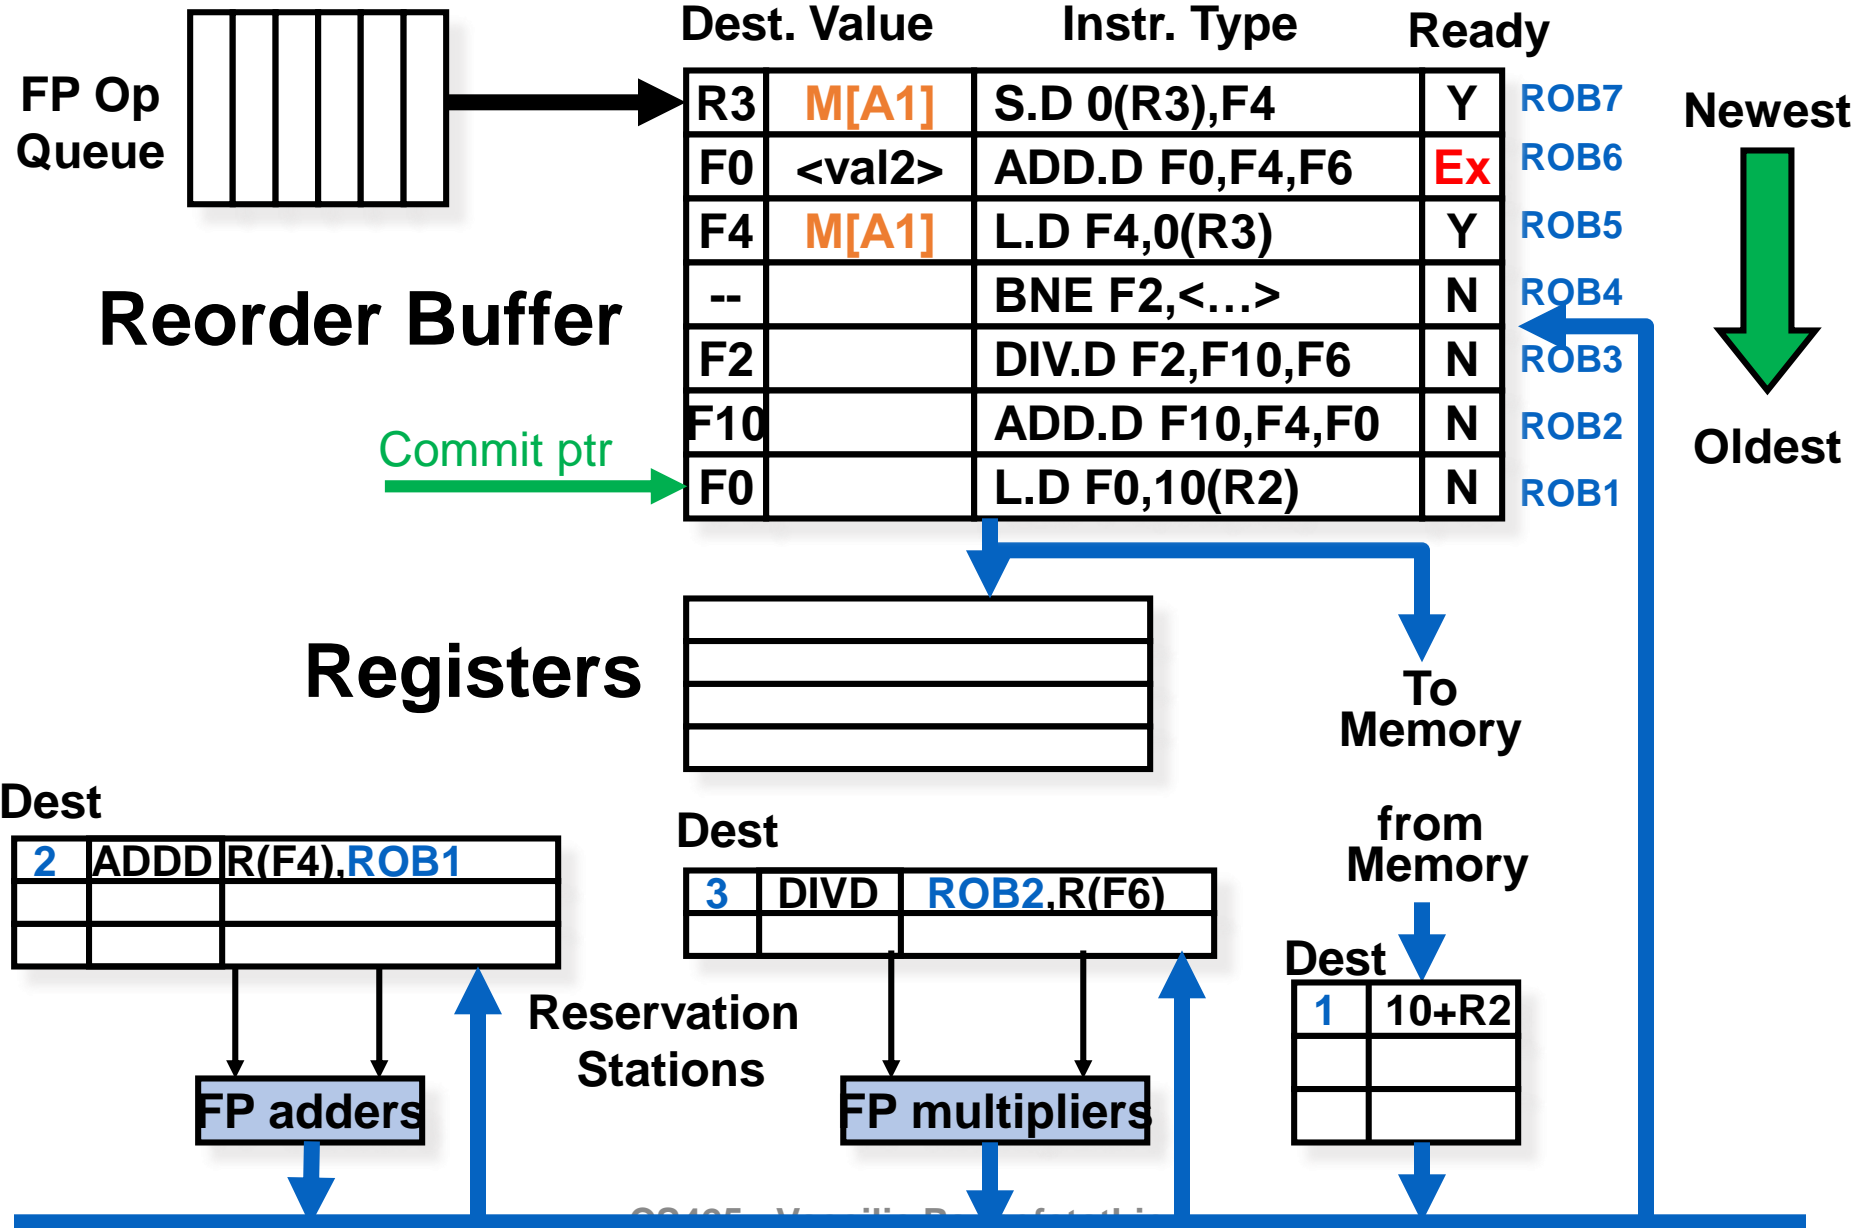 Dest. Value Instr. Type Ready
FP Op
Queue
R3 M[A1] S.D 0(R3),F4 Y ROB7
F0 <val2> ADD.D F0,F4,F6 Ex ROB6
F4 M[A1] L.D F4,0(R3) Y ROB5
-- BNE F2,<...> N ROB4
F2 DIV.D F2,F10,F6 N ROB3
F10 ADD.D F10,F4,F0 N ROB2
F0 L.D F0,10(R2) N ROB1
Newest
Oldest
Reorder Buffer
Commit ptr
Registers
To
Memory
from
Memory
Dest
2 ADDD R(F4),ROB1
Dest
3 DIVD ROB2,R(F6)
Dest
1 10+R2
Reservation
Stations
FP adders
FP multipliers